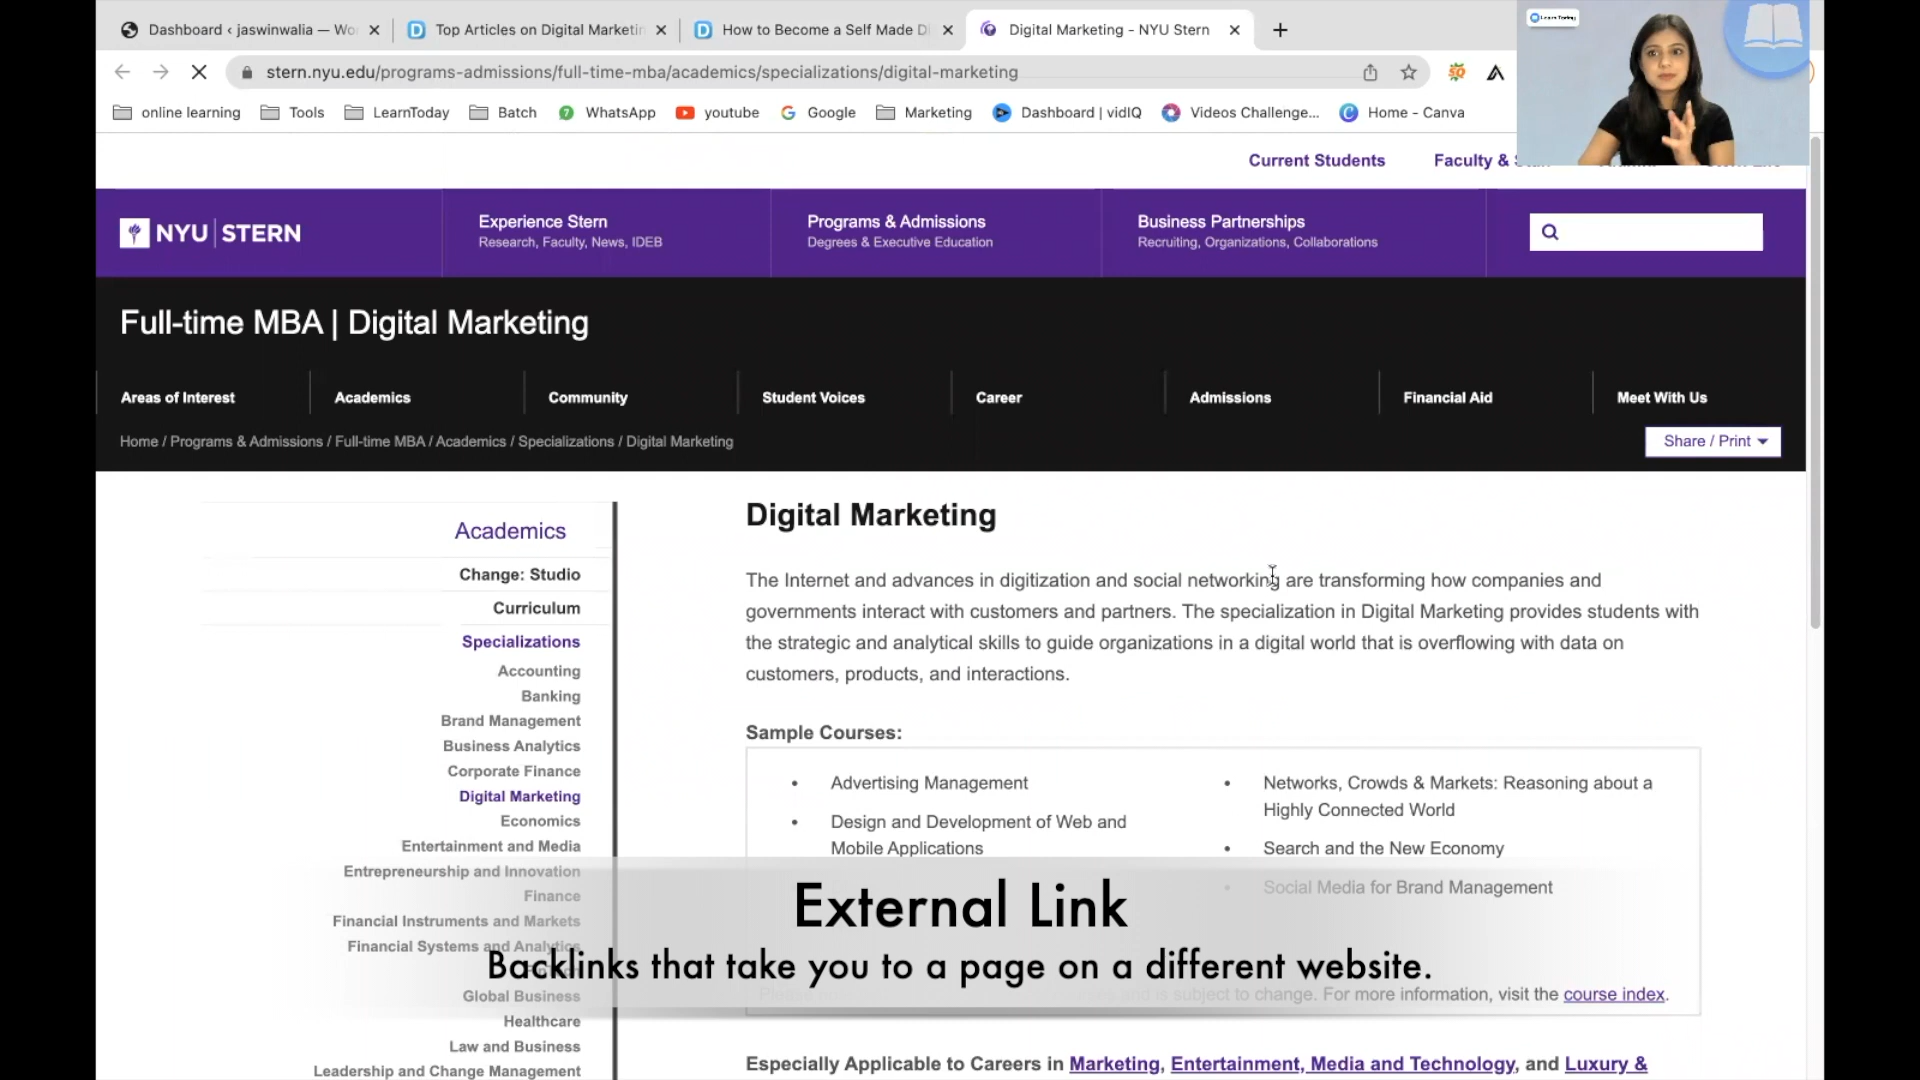 Dashboard ‹ jaswinwalia — Wo
Top Articles on Digital Marketin
How to Become a Self Made Di
Digital Marketing - NYU Stern
Learn Today
stern.nyu.edu/programs-admissions/full-time-mba/academics/specializations/digital-marketing
online learning
Tools
LearnToday
Batch
WhatsApp
youtube
Google
Marketing
Dashboard | vidIQ
Videos Challenge...
Home - Canva
Current Students
Faculty &
NYU | STERN
Experience Stern
Research, Faculty, News, IDEB
Programs & Admissions
Degrees & Executive Education
Business Partnerships
Recruiting, Organizations, Collaborations
Full-time MBA | Digital Marketing
Areas of Interest
Academics
Community
Student Voices
Career
Admissions
Financial Aid
Meet With Us
Home / Programs & Admissions / Full-time MBA / Academics / Specializations / Digital Marketing
Share / Print
Academics
Change: Studio
Curriculum
Specializations
Accounting
Banking
Brand Management
Business Analytics
Corporate Finance
Digital Marketing
Economics
Entertainment and Media
Entrepreneurship and Innovation
Finance
Financial Instruments and Markets
Financial Systems and Analytics
Global Business
Healthcare
Law and Business
Leadership and Change Management
Digital Marketing
The Internet and advances in digitization and social networking are transforming how companies and
governments interact with customers and partners. The specialization in Digital Marketing provides students with
the strategic and analytical skills to guide organizations in a digital world that is overflowing with data on
customers, products, and interactions.
Sample Courses:
• Advertising Management
• Design and Development of Web and
Mobile Applications
• Networks, Crowds & Markets: Reasoning about a
Highly Connected World
• Search and the New Economy
• Social Media for Brand Management
is subject to change. For more information, visit the course index.
Especially Applicable to Careers in Marketing, Entertainment, Media and Technology, and Luxury &
External Link
Backlinks that take you to a page on a different website.